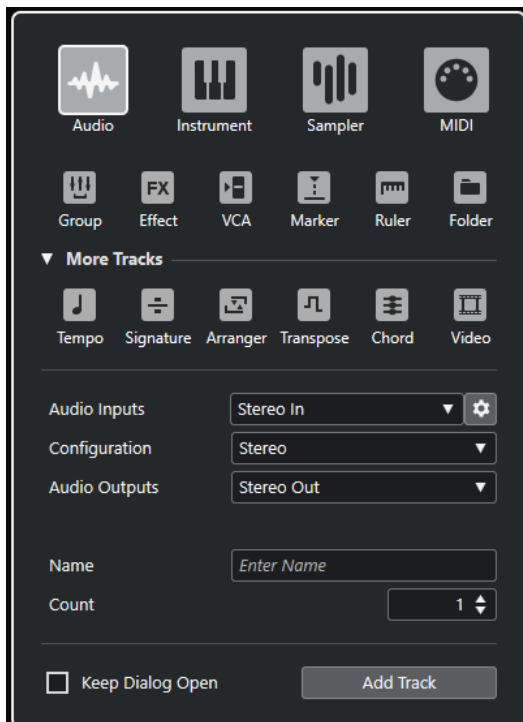 Audio Instrument Sampler MIDI
FX
Group Effect VCA Marker Ruler Folder
More Tracks
Tempo Signature Arranger Transpose Chord Video
Audio Inputs Stereo In
Configuration Stereo
Audio Outputs Stereo Out
Name Enter Name
Count 1
Keep Dialog Open Add Track